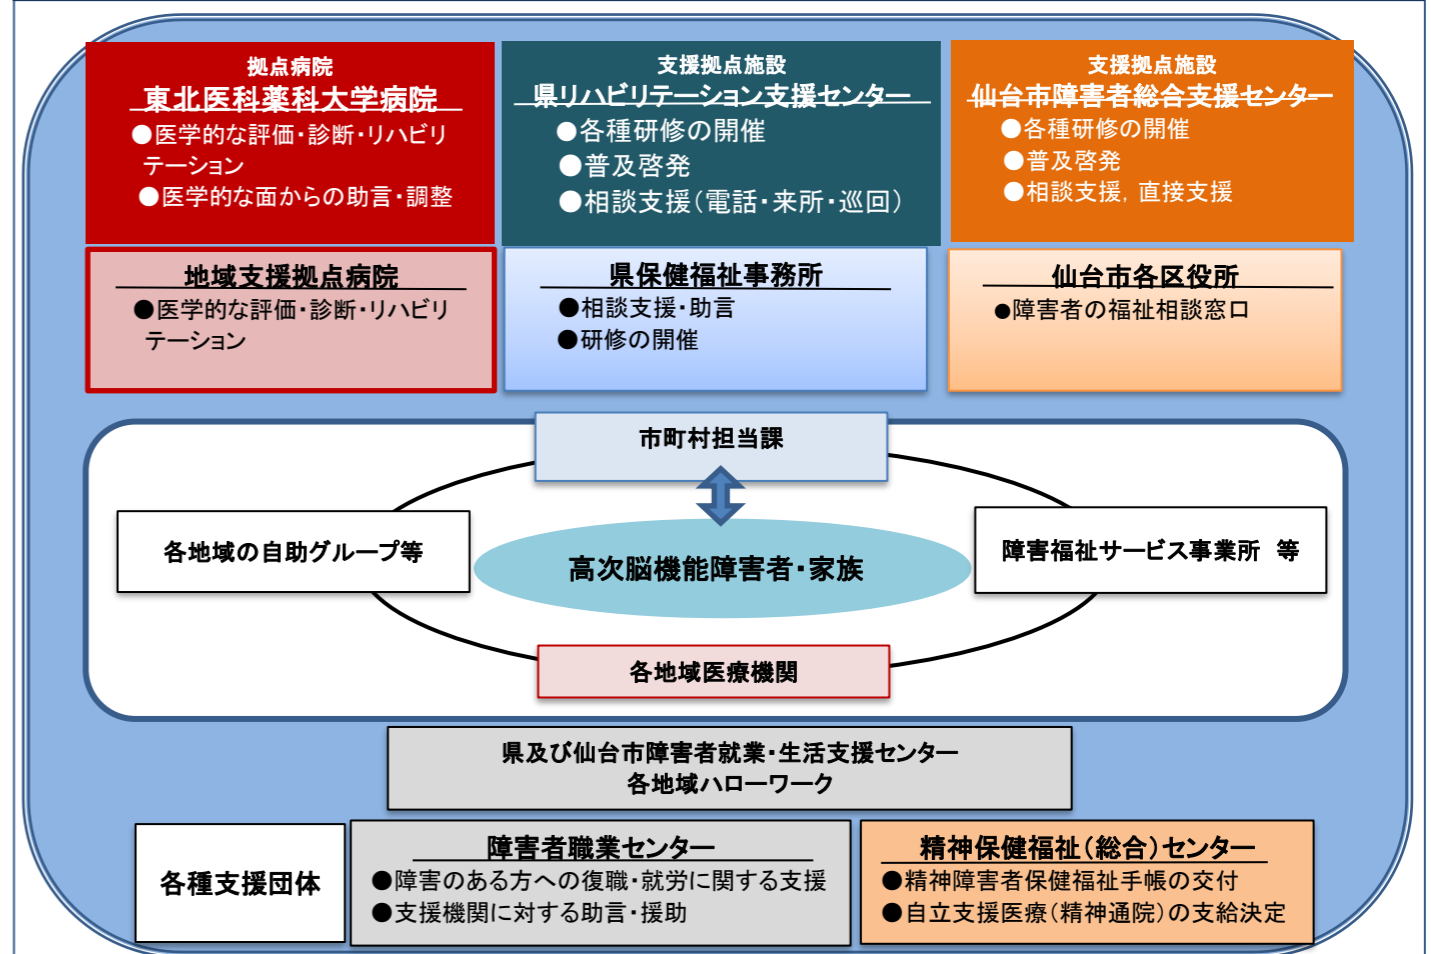 拠点病院
東北医科薬科大学病院
●医学的な評価・診断・リハビリ
テーション
●医学的な面からの助言・調整
支援拠点施設
県リハビリテーション支援センター
●各種研修の開催
●普及啓発
●相談支援（電話・来所・巡回）
支援拠点施設
仙台市障害者総合支援センター
●各種研修の開催
●普及啓発
●相談支援，直接支援
地域支援拠点病院
●医学的な評価・診断・リハビリ
テーション
県保健福祉事務所
●相談支援・助言
●研修の開催
仙台市各区役所
●障害者の福祉相談窓口
市町村担当課
各地域の自助グループ等
高次脳機能障害者・家族
障害福祉サービス事業所　等
各地域医療機関
県及び仙台市障害者就業・生活支援センター
各地域ハローワーク
各種支援団体
障害者職業センター
●障害のある方への復職・就労に関する支援
●支援機関に対する助言・援助
精神保健福祉（総合）センター
●精神障害者保健福祉手帳の交付
●自立支援医療（精神通院）の支給決定